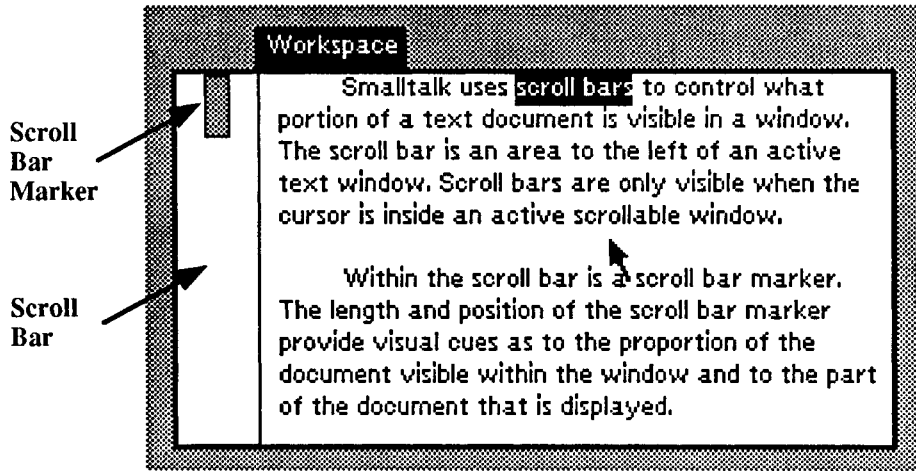 Workspace
Smalltalk uses scroll bars to control what
portion of a text document is visible in a window.
The scroll bar is an area to the left of an active
text window. Scroll bars are only visible when the
cursor is inside an active scrollable window.
Within the scroll bar is a scroll bar marker.
The length and position of the scroll bar marker
provide visual cues as to the proportion of the
document visible within the window and to the part
of the document that is displayed.
Scroll
Bar
Marker
Scroll
Bar